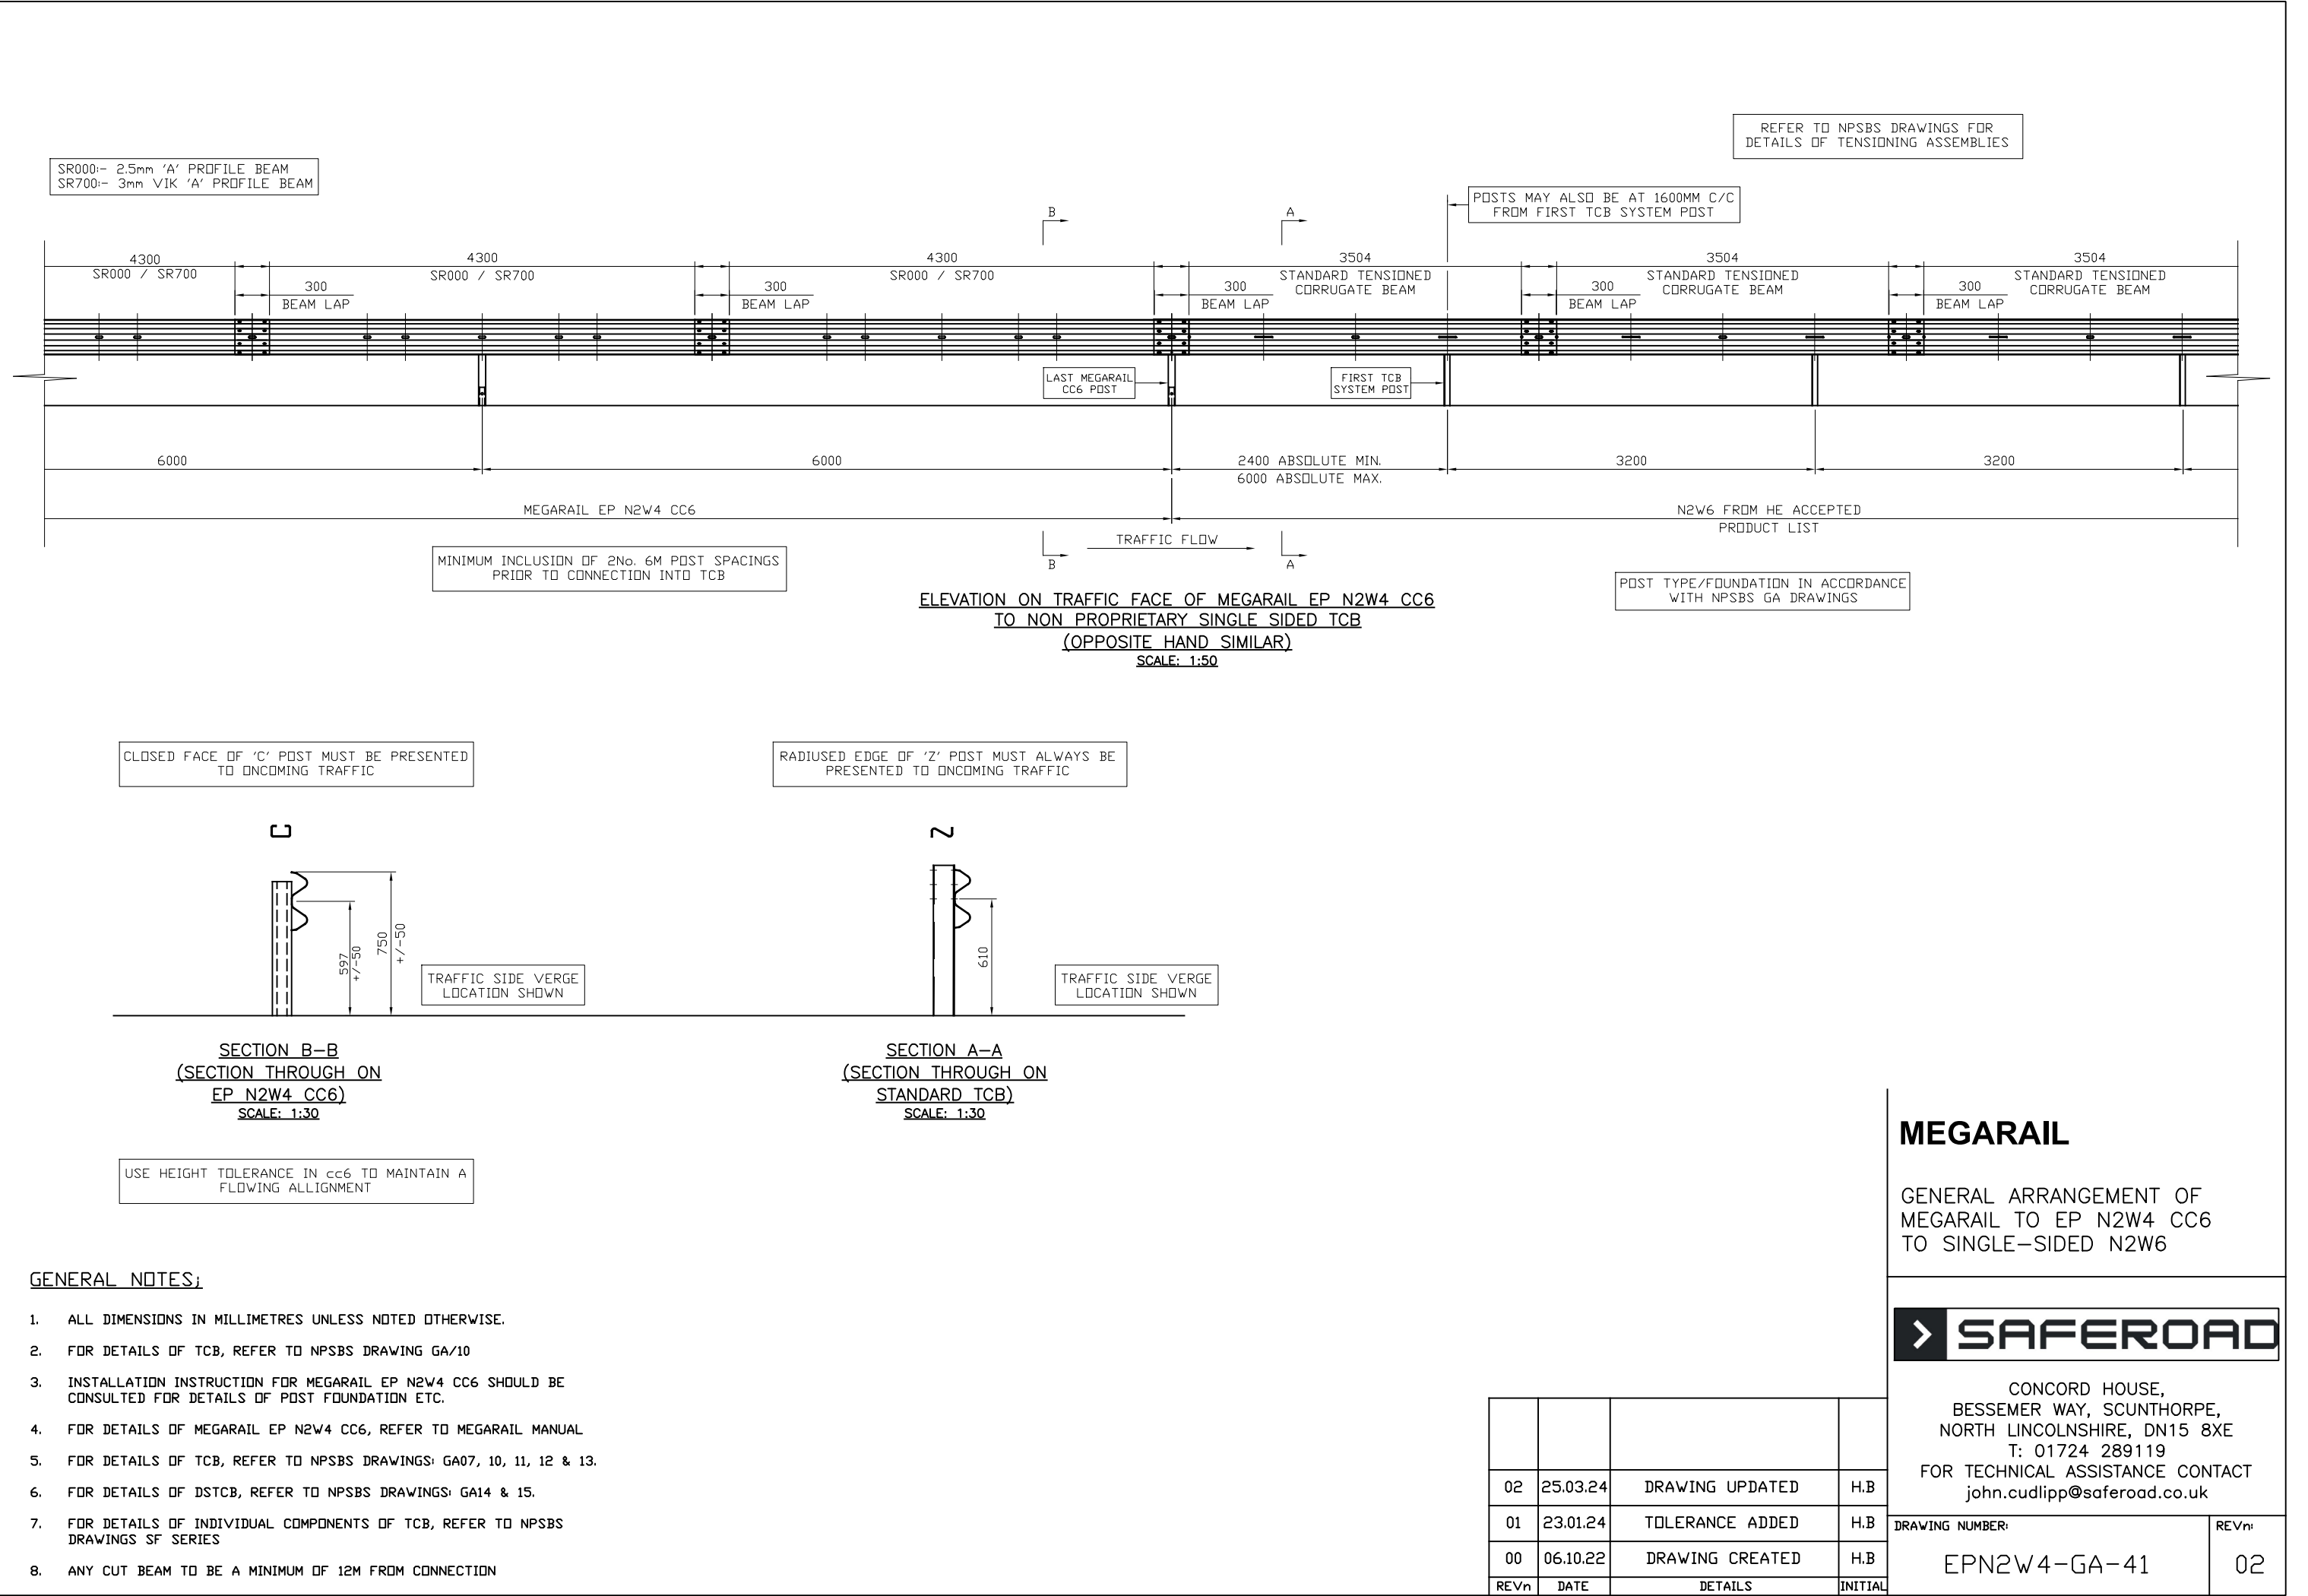 REFER TO NPSBS DRAWINGS FOR
DETAILS OF TENSIONING ASSEMBLIES
SR000:- 2.5mm 'A' PROFILE BEAM
SR700:- 3mm VIK 'A' PROFILE BEAM
POSTS MAY ALSO BE AT 1600MM C/C
FROM FIRST TCB SYSTEM POST
B
A
4300
SR000 / SR700
4300
SR000 / SR700
4300
SR000 / SR700
3504
STANDARD TENSIONED
CORRUGATE BEAM
3504
STANDARD TENSIONED
CORRUGATE BEAM
3504
STANDARD TENSIONED
CORRUGATE BEAM
300
BEAM LAP
300
BEAM LAP
300
BEAM LAP
300
BEAM LAP
300
BEAM LAP
LAST MEGARAIL
CC6 POST
FIRST TCB
SYSTEM POST
6000
6000
2400 ABSOLUTE MIN.
6000 ABSOLUTE MAX.
3200
3200
MEGARAIL EP N2W4 CC6
N2W6 FROM HE ACCEPTED
PRODUCT LIST
TRAFFIC FLOW
B
A
MINIMUM INCLUSION OF 2No. 6M POST SPACINGS
PRIOR TO CONNECTION INTO TCB
POST TYPE/FOUNDATION IN ACCORDANCE
WITH NPSBS GA DRAWINGS
ELEVATION ON TRAFFIC FACE OF MEGARAIL EP N2W4 CC6
TO NON PROPRIETARY SINGLE SIDED TCB
(OPPOSITE HAND SIMILAR)
SCALE: 1:50
CLOSED FACE OF 'C' POST MUST BE PRESENTED
TO ONCOMING TRAFFIC
RADIUSED EDGE OF 'Z' POST MUST ALWAYS BE
PRESENTED TO ONCOMING TRAFFIC
597
+/-50
750
+/-50
TRAFFIC SIDE VERGE
LOCATION SHOWN
610
TRAFFIC SIDE VERGE
LOCATION SHOWN
SECTION B-B
(SECTION THROUGH ON
EP N2W4 CC6)
SCALE: 1:30
SECTION A-A
(SECTION THROUGH ON
STANDARD TCB)
SCALE: 1:30
USE HEIGHT TOLERANCE IN cc6 TO MAINTAIN A
FLOWING ALLIGNMENT
GENERAL NOTES;
1. ALL DIMENSIONS IN MILLIMETRES UNLESS NOTED OTHERWISE.
2. FOR DETAILS OF TCB, REFER TO NPSBS DRAWING GA/10
3. INSTALLATION INSTRUCTION FOR MEGARAIL EP N2W4 CC6 SHOULD BE
CONSULTED FOR DETAILS OF POST FOUNDATION ETC.
4. FOR DETAILS OF MEGARAIL EP N2W4 CC6, REFER TO MEGARAIL MANUAL
5. FOR DETAILS OF TCB, REFER TO NPSBS DRAWINGS: GA07, 10, 11, 12 & 13.
6. FOR DETAILS OF DSTCB, REFER TO NPSBS DRAWINGS: GA14 & 15.
7. FOR DETAILS OF INDIVIDUAL COMPONENTS OF TCB, REFER TO NPSBS
DRAWINGS SF SERIES
8. ANY CUT BEAM TO BE A MINIMUM OF 12M FROM CONNECTION
MEGARAIL
GENERAL ARRANGEMENT OF
MEGARAIL TO EP N2W4 CC6
TO SINGLE-SIDED N2W6
SAFEROAD
CONCORD HOUSE,
BESSEMER WAY, SCUNTHORPE,
NORTH LINCOLNSHIRE, DN15 8XE
T: 01724 289119
FOR TECHNICAL ASSISTANCE CONTACT
john.cudlipp@saferoad.co.uk
02 25.03.24 DRAWING UPDATED H.B
01 23.01.24 TOLERANCE ADDED H.B
00 06.10.22 DRAWING CREATED H.B
REVn DATE DETAILS INITIAL
DRAWING NUMBER: REVn:
EPN2W4-GA-41 02